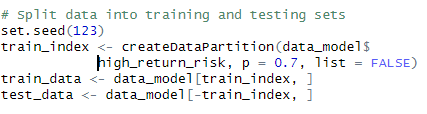 # Split data into training and testing sets
set.seed(123)
train_index <- createDataPartition(data_model$
high_return_risk, p = 0.7, list = FALSE)
train_data <- data_model[train_index, ]
test_data <- data_model[-train_index, ]